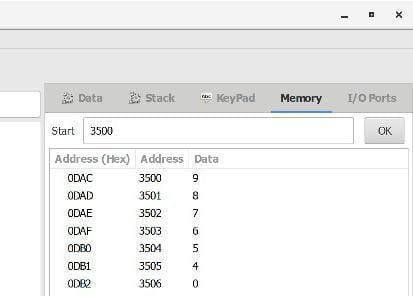 Data Stack Abc KeyPad Memory I/O Ports
Start 3500 OK
Address (Hex) Address Data
0DAC 3500 9
0DAD 3501 8
0DAE 3502 7
0DAF 3503 6
0DB0 3504 5
0DB1 3505 4
0DB2 3506 0